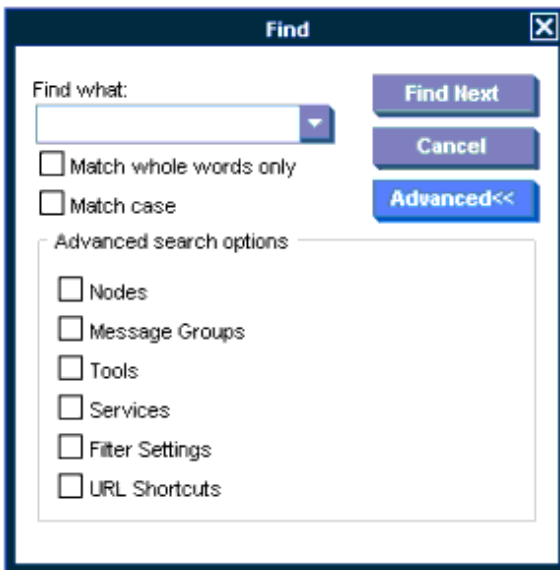 Find
Find what:
Find Next
Cancel
Match whole words only
Match case
Advanced<<
Advanced search options
Nodes
Message Groups
Tools
Services
Filter Settings
URL Shortcuts